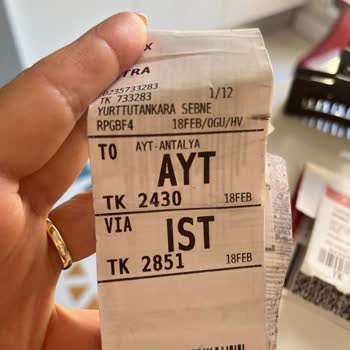 X
TRA
0235733283
TK 733283 1/12
YURTTUTANKARA SEBNE
RPGBF4 18FEB/OGU/HV
TO AYT-ANTALYA
AYT
TK 2430 18FEB
VIA IST
TK 2851 18FEB
TK